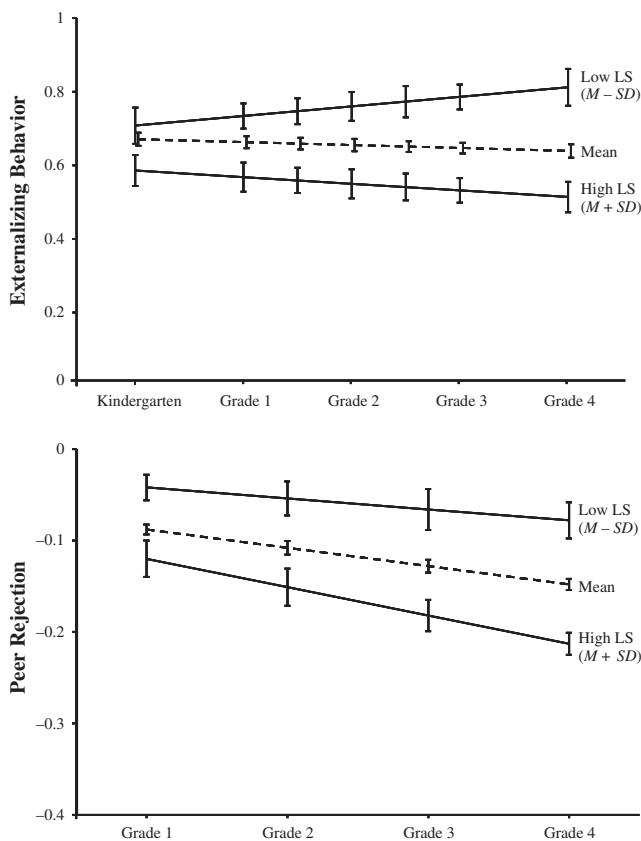 1
Low LS
(M – SD)
0.8
Mean
0.6
High LS
(M + SD)
0.4
0.2
0
Externalizing Behavior
Kindergarten Grade 1 Grade 2 Grade 3 Grade 4
0
Low LS
(M – SD)
–0.1
Mean
–0.2
High LS
(M + SD)
–0.3
–0.4
Peer Rejection
Grade 1 Grade 2 Grade 3 Grade 4